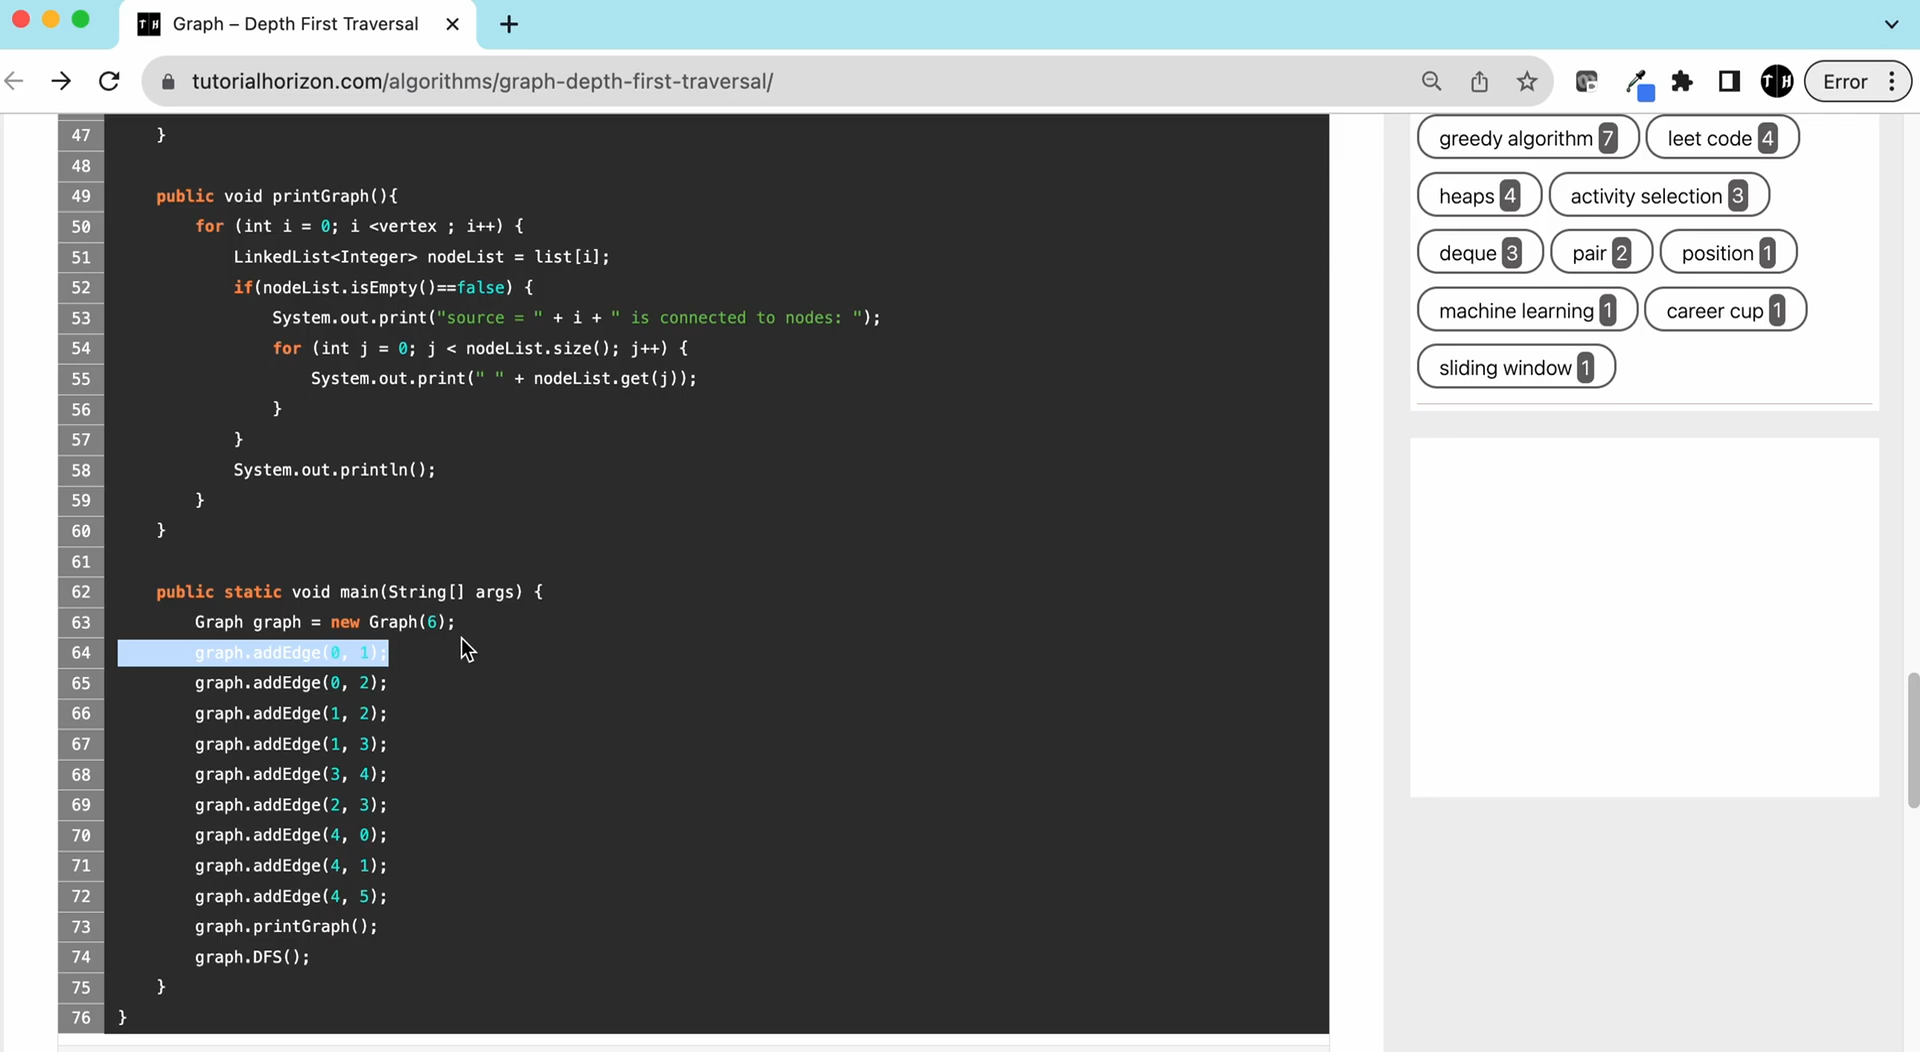 TH Graph – Depth First Traversal
tutorialhorizon.com/algorithms/graph-depth-first-traversal/
TH Error
47 }
48
49 public void printGraph(){
50 for (int i = 0; i <vertex ; i++) {
51 LinkedList<Integer> nodeList = list[i];
52 if(nodeList.isEmpty()==false) {
53 System.out.print("source = " + i + " is connected to nodes: ");
54 for (int j = 0; j < nodeList.size(); j++) {
55 System.out.print(" " + nodeList.get(j));
56 }
57 }
58 System.out.println();
59 }
60 }
61
62 public static void main(String[] args) {
63 Graph graph = new Graph(6);
64 graph.addEdge(0, 1);
65 graph.addEdge(0, 2);
66 graph.addEdge(1, 2);
67 graph.addEdge(1, 3);
68 graph.addEdge(3, 4);
69 graph.addEdge(2, 3);
70 graph.addEdge(4, 0);
71 graph.addEdge(4, 1);
72 graph.addEdge(4, 5);
73 graph.printGraph();
74 graph.DFS();
75 }
76 }
greedy algorithm 7 leet code 4
heaps 4 activity selection 3
deque 3 pair 2 position 1
machine learning 1 career cup 1
sliding window 1